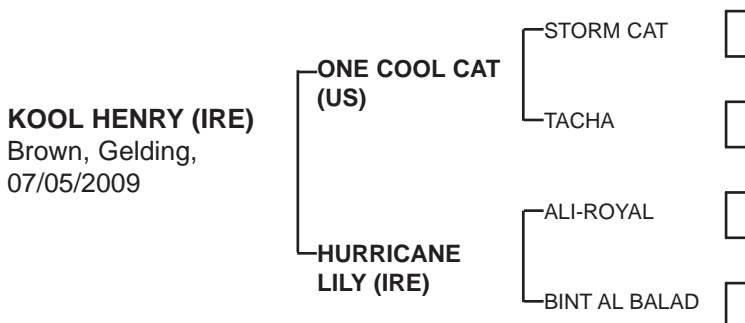 STORM CAT
ONE COOL CAT
(US)
KOOL HENRY (IRE)
Brown, Gelding,
07/05/2009
TACHA
ALI-ROYAL
HURRICANE
LILY (IRE)
BINT AL BALAD